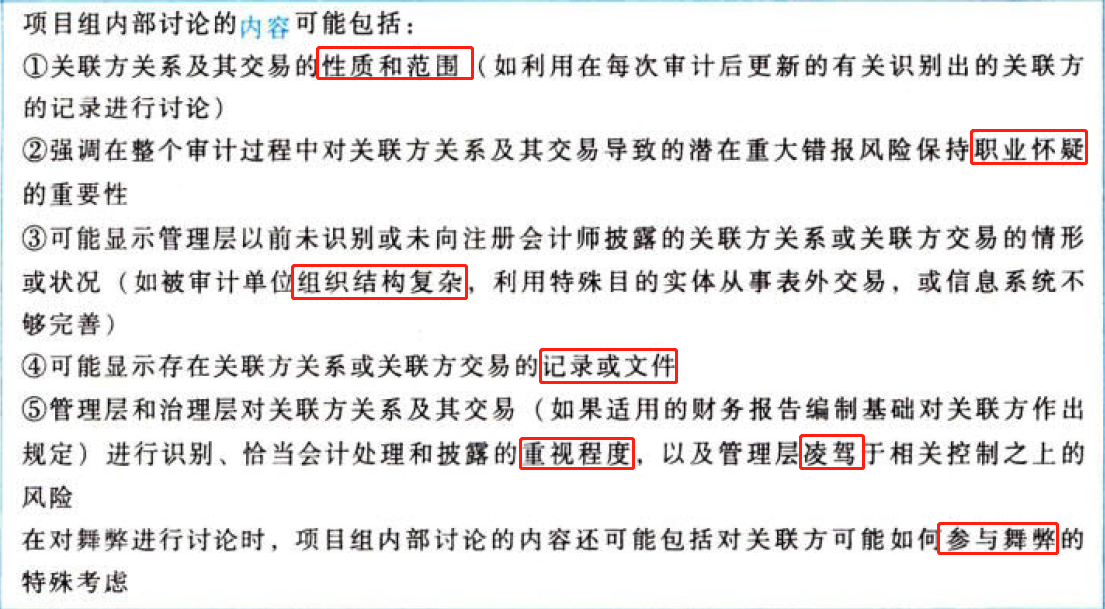 项目组内部讨论的内容可能包括：
①关联方关系及其交易的性质和范围（如利用在每次审计后更新的有关识别出的关联方
的记录进行讨论）
②强调在整个审计过程中对关联方关系及其交易导致的潜在重大错报风险保持职业怀疑
的重要性
③可能显示管理层以前未识别或未向注册会计师披露的关联方关系或关联方交易的情形
或状况（如被审计单位组织结构复杂，利用特殊目的实体从事表外交易，或信息系统不
够完善）
④可能显示存在关联方关系或关联方交易的记录或文件
⑤管理层和治理层对关联方关系及其交易（如果适用的财务报告编制基础对关联方作出
规定）进行识别、恰当会计处理和披露的重视程度，以及管理层凌驾于相关控制之上的
风险
在对舞弊进行讨论时，项目组内部讨论的内容还可能包括对关联方可能如何参与舞弊的
特殊考虑